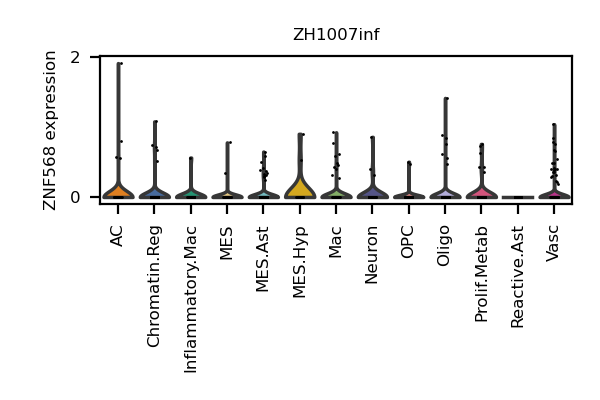 ZH1007inf
ZNF568 expression
2
0
AC
Chromatin.Reg
Inflammatory.Mac
MES
MES.Ast
MES.Hyp
Mac
Neuron
OPC
Oligo
Prolif.Metab
Reactive.Ast
Vasc